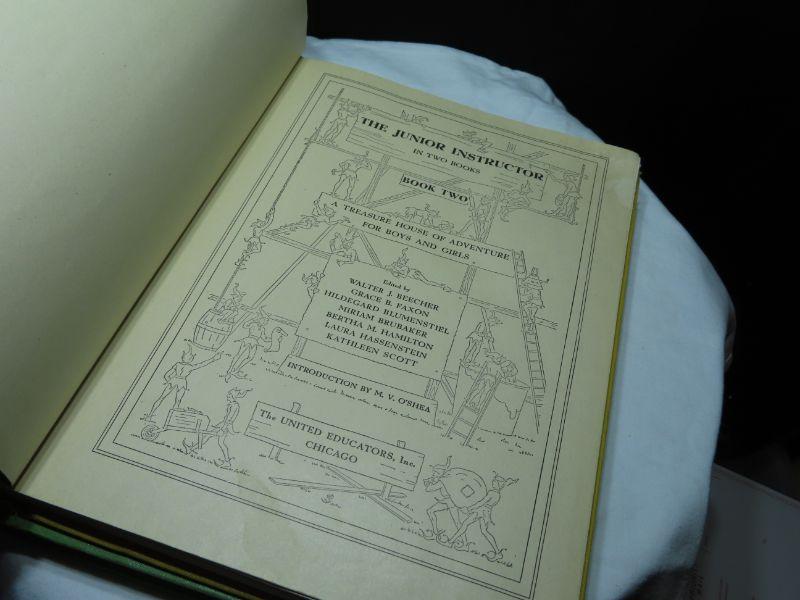 THE JUNIOR INSTRUCTOR
IN TWO BOOKS
BOOK TWO
A TREASURE HOUSE OF ADVENTURE
FOR BOYS AND GIRLS
Edited by
WALTER J. BEECHER
GRACE B. FAXON
HILDEGARD BLUMENSTIEL
MIRIAM BRUBAKER
BERTHA M. HAMILTON
LAURA HASSENSTEIN
KATHLEEN SCOTT
INTRODUCTION BY M. V. O'SHEA
The UNITED EDUCATORS, Inc.
CHICAGO